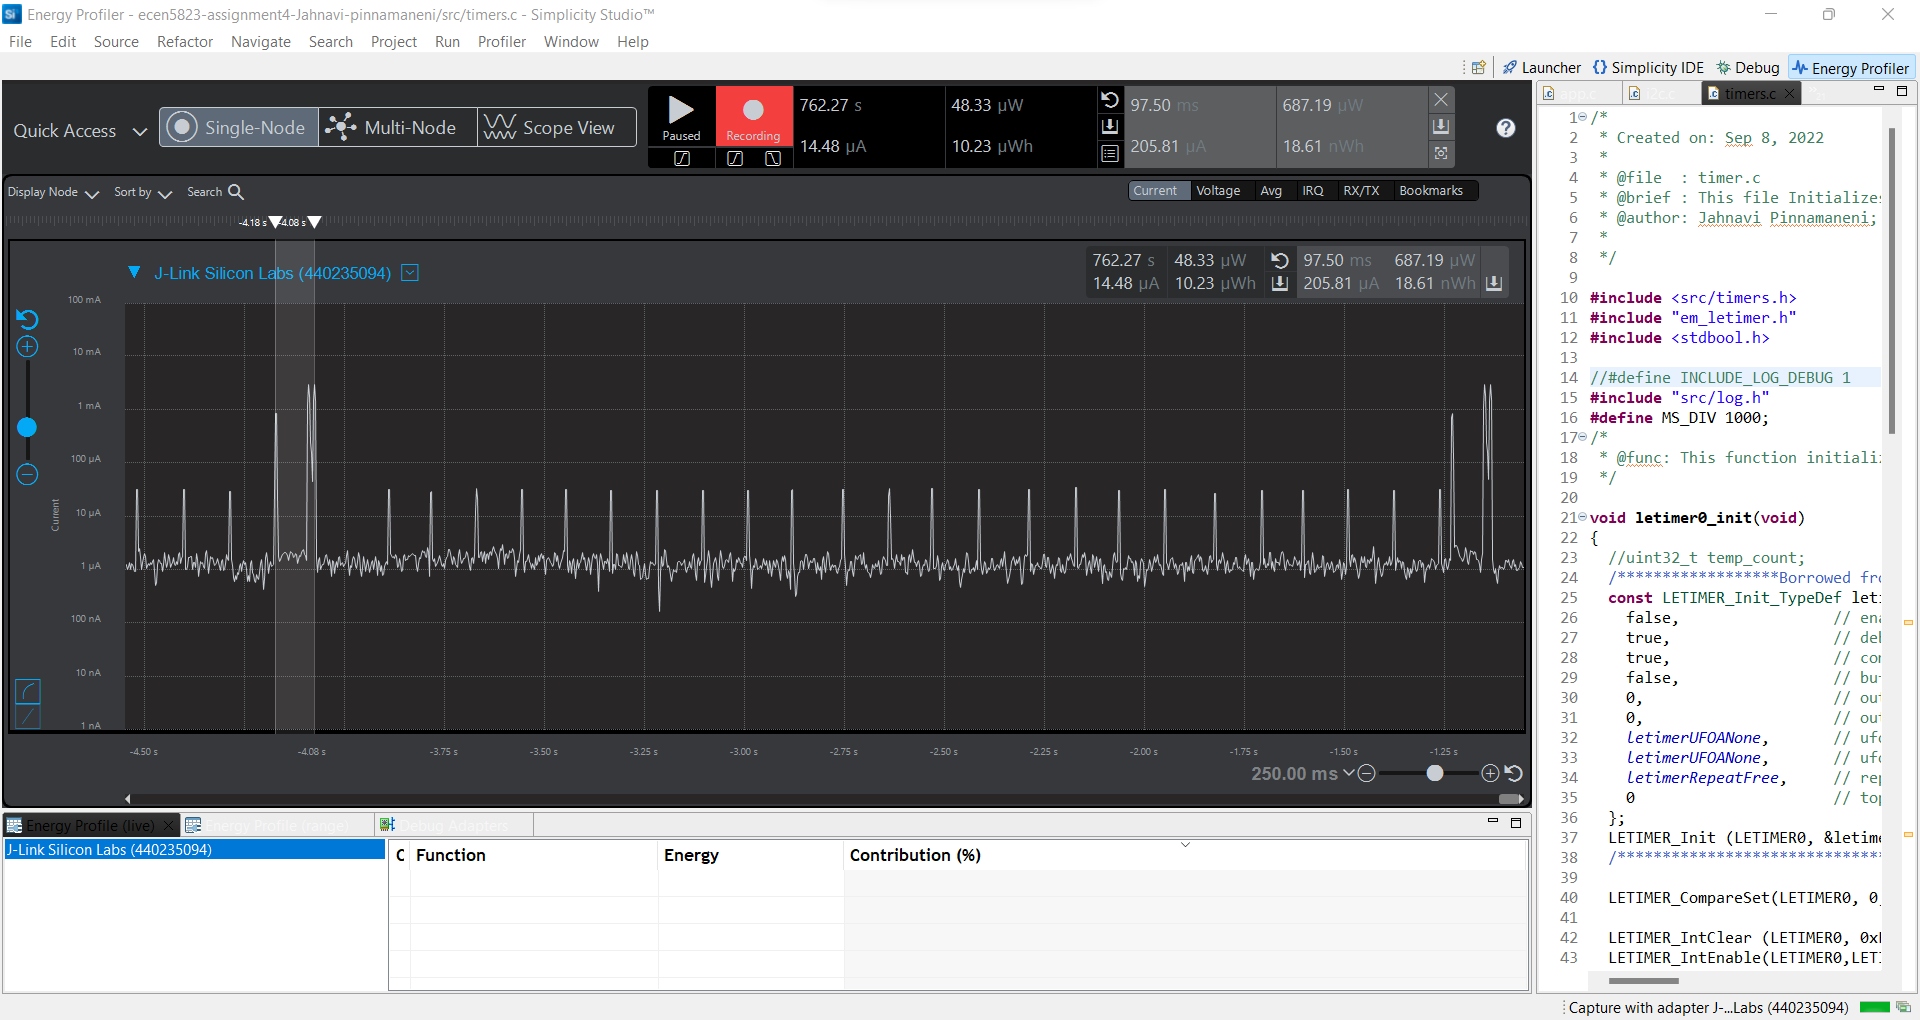 Energy Profiler - ecen5823-assignment4-Jahnavi-pinnamaneni/src/timers.c - Simplicity Studio™
File Edit Source Refactor Navigate Search Project Run Profiler Window Help
Launcher Simplicity IDE Debug Energy Profiler
Quick Access Single-Node Multi-Node Scope View
Paused Recording
762.27 s 48.33 µW 97.50 ms 687.19 µW
14.48 µA 10.23 µWh 205.81 µA 18.61 nWh
Display Node Sort by Search
Current Voltage Avg IRQ RX/TX Bookmarks
-4.18 s -4.08 s
J-Link Silicon Labs (440235094)
762.27 s 48.33 µW 97.50 ms 687.19 µW
14.48 µA 10.23 µWh 205.81 µA 18.61 nWh
100 mA
10 mA
1 mA
100 µA
10 µA
1 µA
100 nA
10 nA
1 nA
Current
-4.50 s -4.08 s -3.75 s -3.50 s -3.25 s -3.00 s -2.75 s -2.50 s -2.25 s -2.00 s -1.75 s -1.50 s -1.25 s
250.00 ms
Energy Profile (live) Energy Profile (range) Debug Adapters
J-Link Silicon Labs (440235094)
C Function Energy Contribution (%)
app.c timers.c
1 /*
2 * Created on: Sep 8, 2022
3 *
4 * @file : timer.c
5 * @brief : This file Initializes
6 * @author: Jahnavi Pinnamaneni;
7 *
8 */
9
10 #include <src/timers.h>
11 #include "em_letimer.h"
12 #include <stdbool.h>
13
14 //#define INCLUDE_LOG_DEBUG 1
15 #include "src/log.h"
16 #define MS_DIV 1000;
17 /*
18 * @func: This function initiali
19 */
20
21 void letimer0_init(void)
22 {
23 //uint32_t temp_count;
24 /******************Borrowed fro
25 const LETIMER_Init_TypeDef leti
26 false, // ena
27 true, // deb
28 true, // con
29 false, // bu
30 0, // out
31 0, // out
32 letimerUFOANone, // ufo
33 letimerUFOANone, // ufo
34 letimerRepeatFree, // rep
35 0 // top
36 };
37 LETIMER_Init (LETIMER0, &letime
38 /******************************
39
40 LETIMER_CompareSet(LETIMER0, 0,
41
42 LETIMER_IntClear (LETIMER0, 0x
43 LETIMER_IntEnable(LETIMER0,LET
Capture with adapter J-...Labs (440235094)